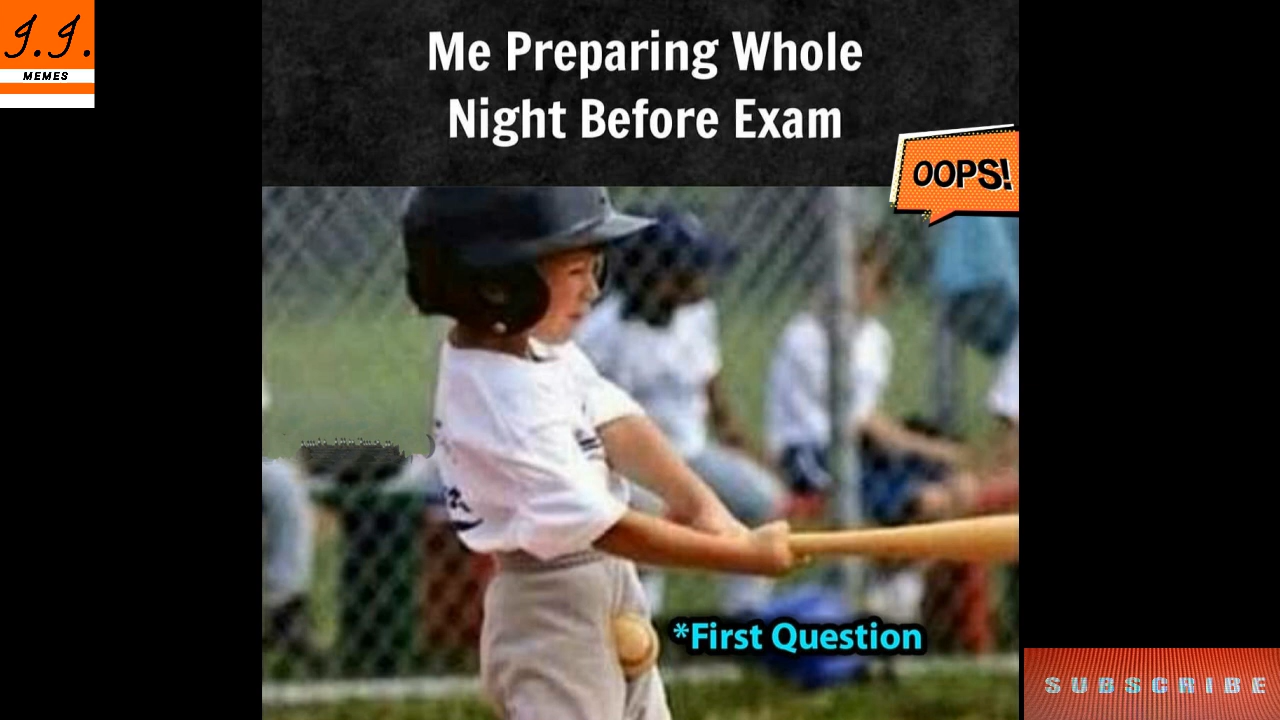 J.J.
MEMES
Me Preparing Whole
Night Before Exam
OOPS!
*First Question
SUBSCRIBE